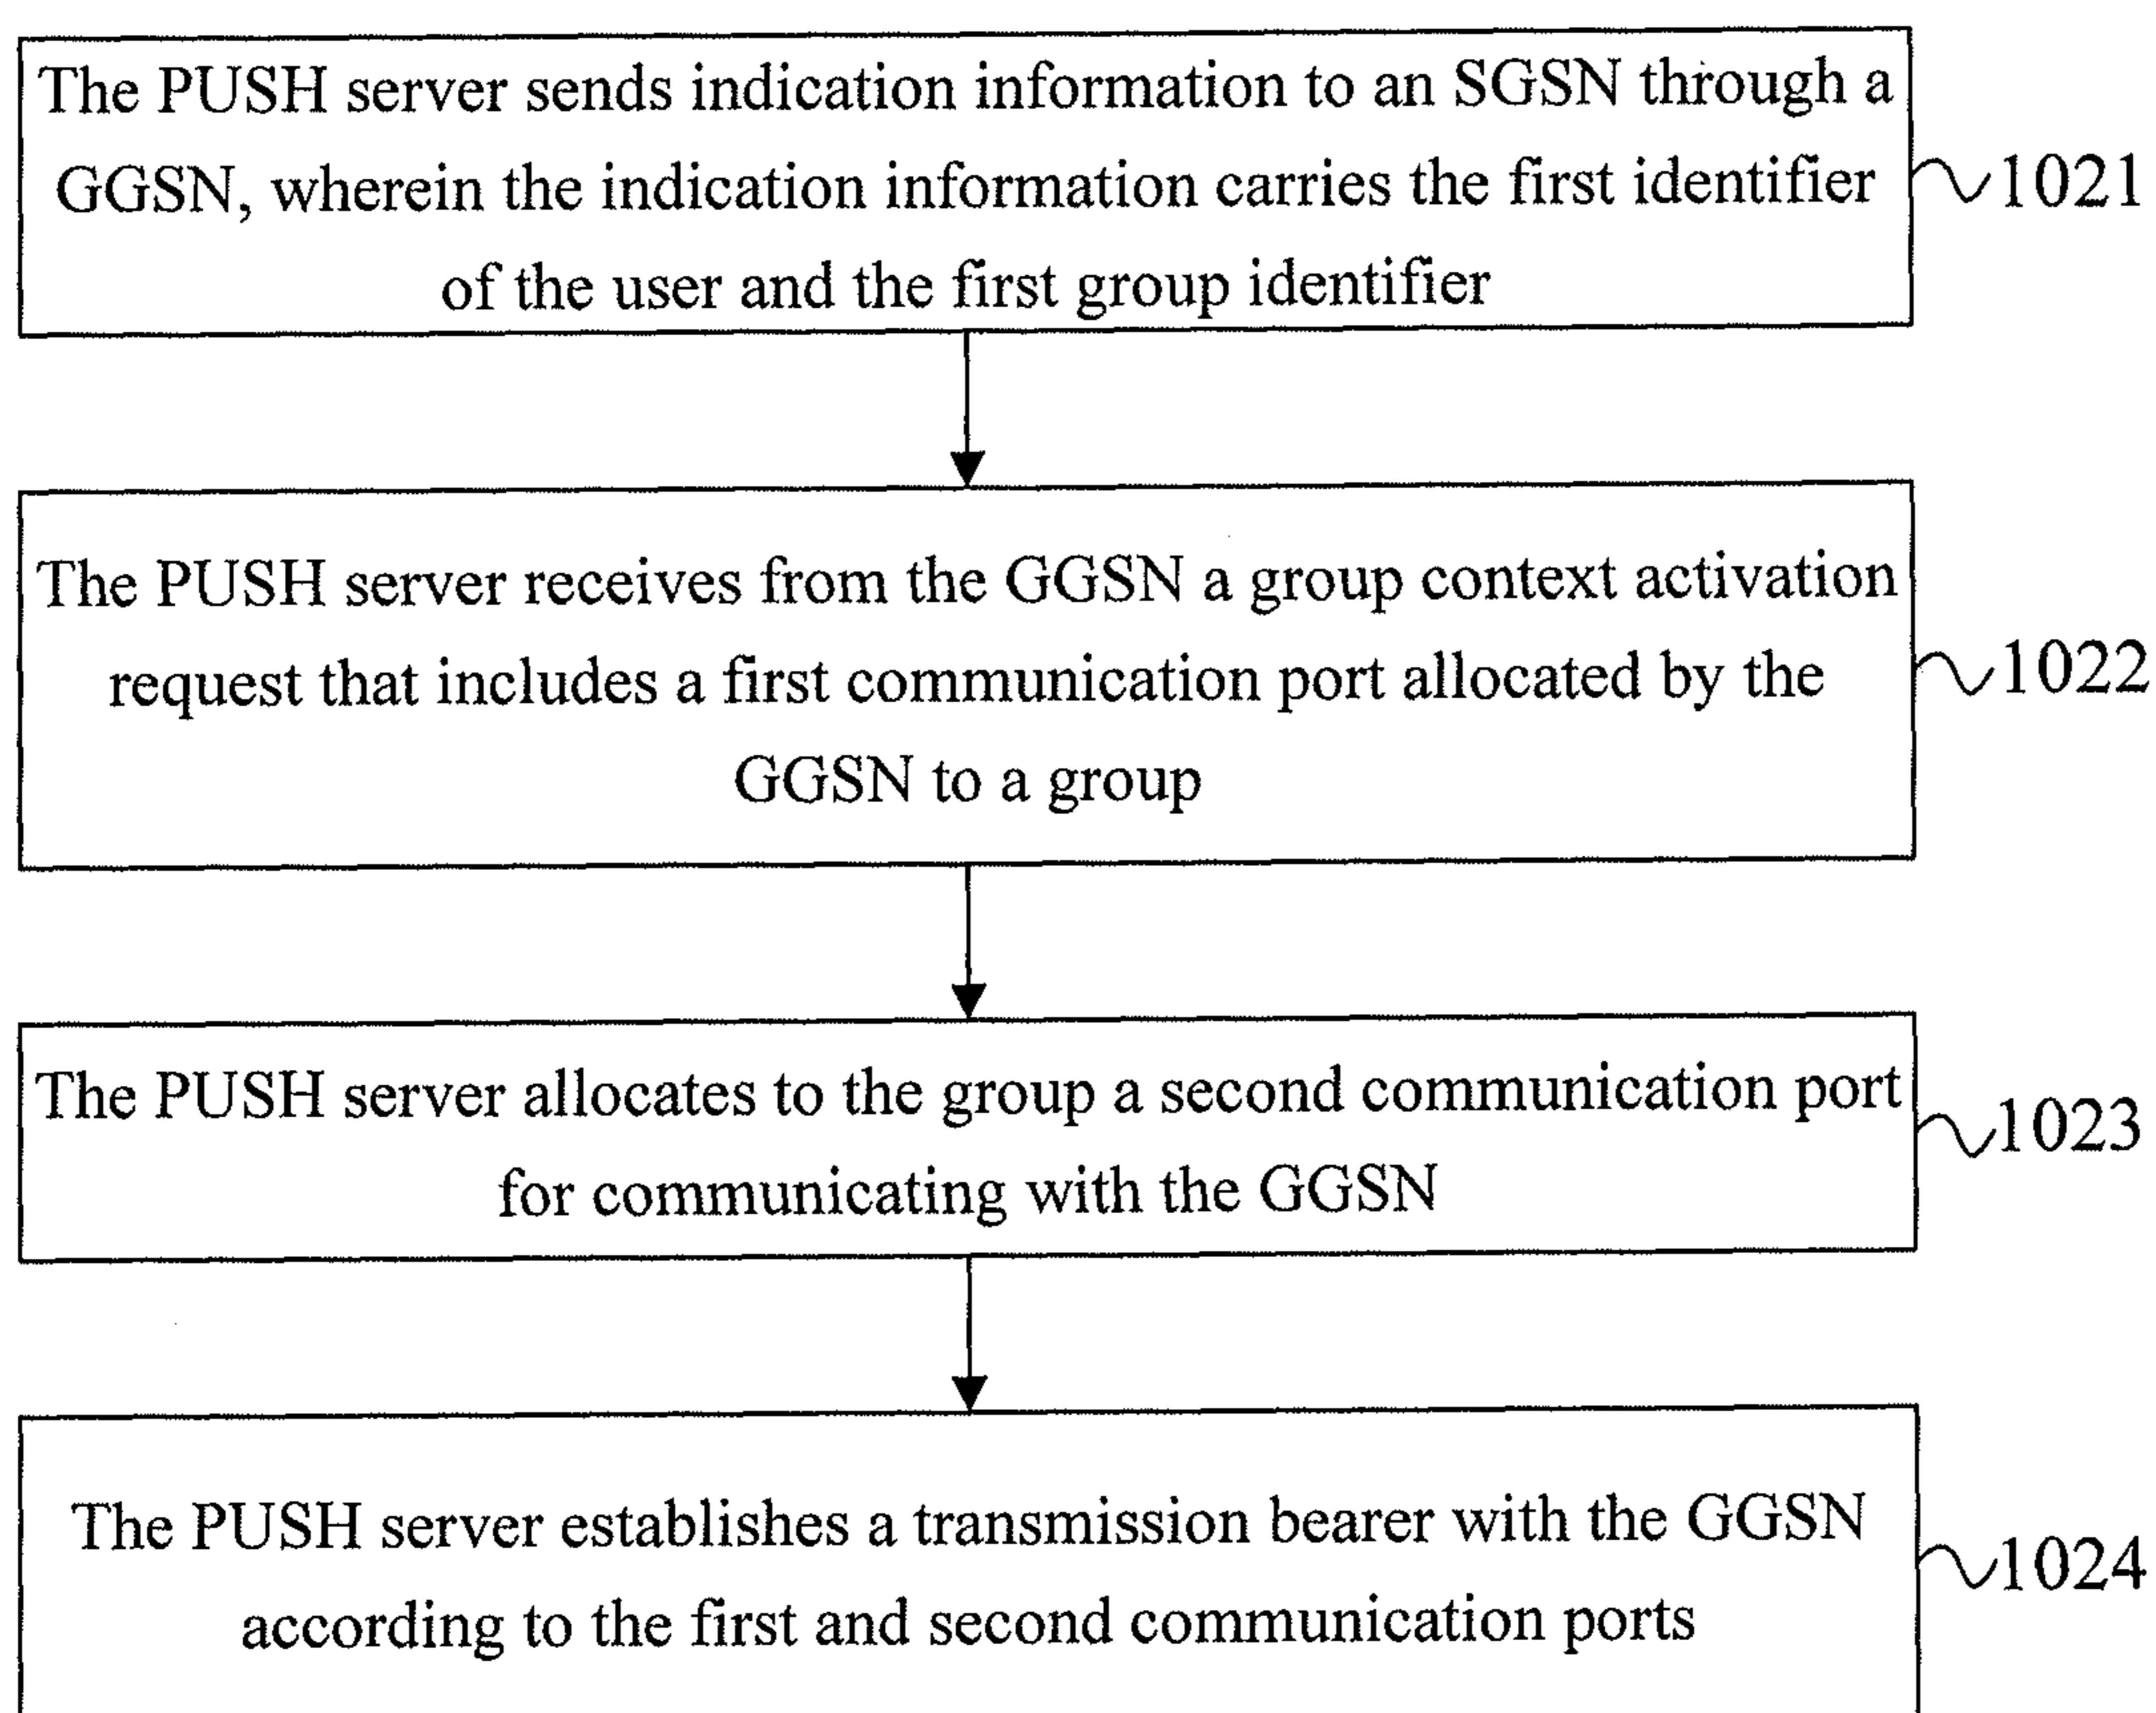 The PUSH server sends indication information to an SGSN through a
GGSN, wherein the indication information carries the first identifier
of the user and the first group identifier
1021
The PUSH server receives from the GGSN a group context activation
request that includes a first communication port allocated by the
GGSN to a group
1022
The PUSH server allocates to the group a second communication port
for communicating with the GGSN
1023
The PUSH server establishes a transmission bearer with the GGSN
according to the first and second communication ports
1024